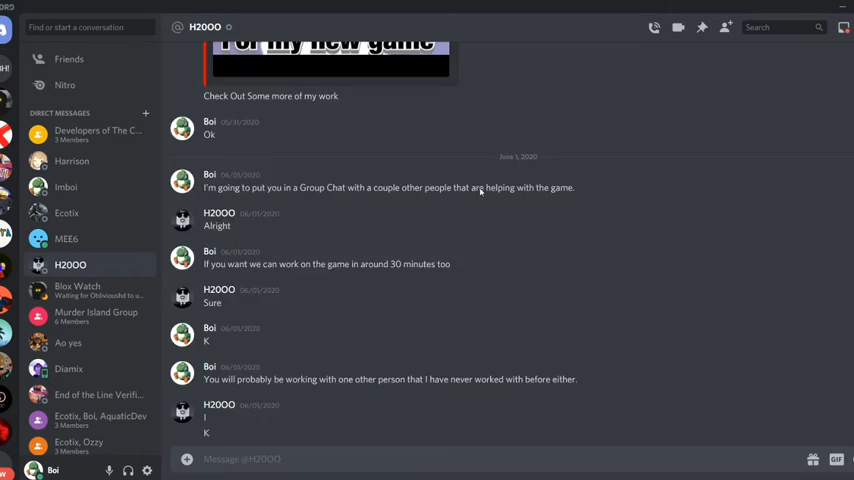 Find or start a conversation
H2OOO
Search
Friends
Nitro
DIRECT MESSAGES
Developers of The C...
3 Members
Harrison
Imboi
Ecotix
MEE6
H2OOO
Blox Watch
Waiting for Oblivioushd to a...
Murder Island Group
6 Members
Ao yes
Diamix
End of the Line Verifi...
Ecotix, Boi, AquaticDev
3 Members
Ecotix, Ozzy
4 Members
Boi
For my new game
Check Out Some more of my work
Boi 05/31/2020
Ok
June 1, 2020
Boi 06/01/2020
I'm going to put you in a Group Chat with a couple other people that are helping with the game.
H2OOO 06/01/2020
Alright
Boi 06/01/2020
If you want we can work on the game in around 30 minutes too
H2OOO 06/01/2020
Sure
Boi 06/01/2020
K
Boi 06/01/2020
You will probably be working with one other person that I have never worked with before either.
H2OOO 06/01/2020
I
K
Message @H2OOO
GIF